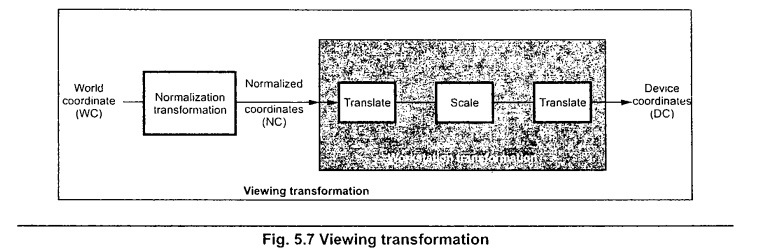 World
coordinate
(WC)
Normalization
transformation
Normalized
coordinates
(NC)
Translate
Scale
Translate
Device
coordinates
(DC)
Workstation transformation
Viewing transformation
Fig. 5.7 Viewing transformation